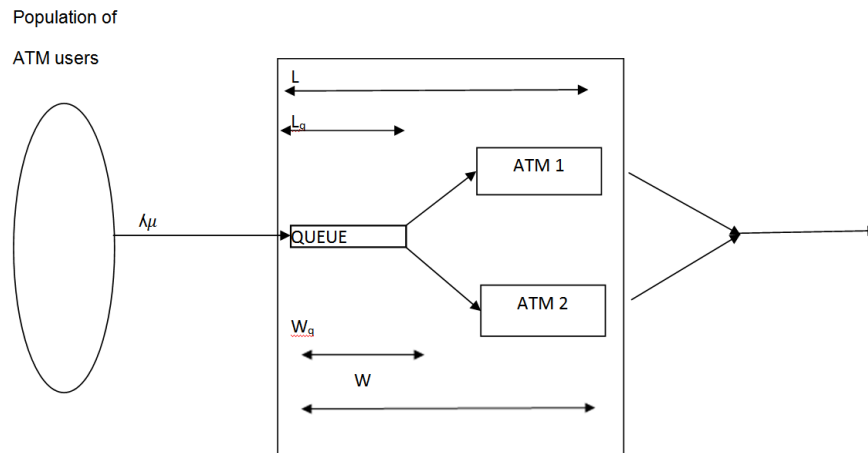 Population of
ATM users
L
Lq
ATM 1
λμ
QUEUE
ATM 2
Wq
W